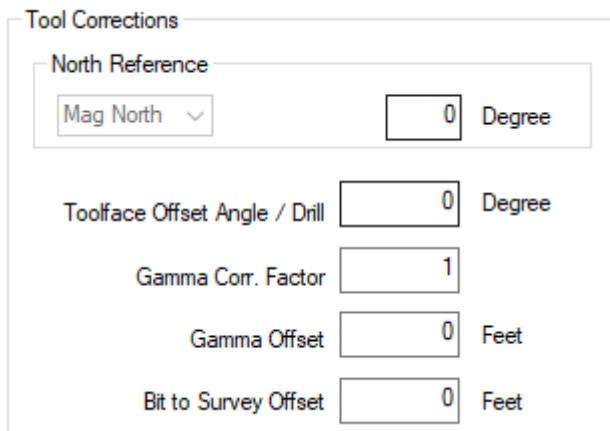 Tool Corrections
North Reference
Mag North 0 Degree
Toolface Offset Angle / Drill 0 Degree
Gamma Corr. Factor 1
Gamma Offset 0 Feet
Bit to Survey Offset 0 Feet